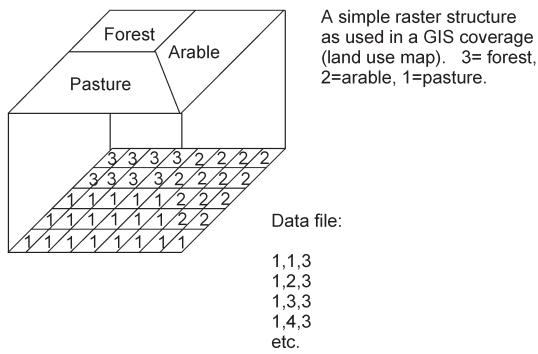 Forest
Arable
Pasture
A simple raster structure
as used in a GIS coverage
(land use map).   3= forest,
2=arable, 1=pasture.
3 3 3 3 2 2 2 2
3 3 3 3 2 2 2 2
1 1 1 1 1 2 2 2
1 1 1 1 1 1 2 2
1 1 1 1 1 1 1 1
Data file:
1,1,3
1,2,3
1,3,3
1,4,3
etc.